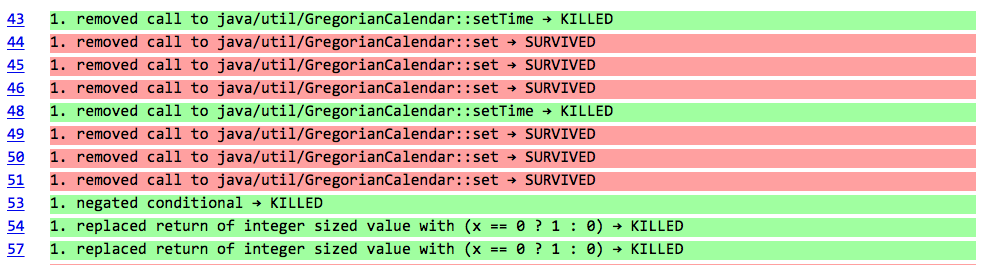 43 1. removed call to java/util/GregorianCalendar::setTime → KILLED
44 1. removed call to java/util/GregorianCalendar::set → SURVIVED
45 1. removed call to java/util/GregorianCalendar::set → SURVIVED
46 1. removed call to java/util/GregorianCalendar::set → SURVIVED
48 1. removed call to java/util/GregorianCalendar::setTime → KILLED
49 1. removed call to java/util/GregorianCalendar::set → SURVIVED
50 1. removed call to java/util/GregorianCalendar::set → SURVIVED
51 1. removed call to java/util/GregorianCalendar::set → SURVIVED
53 1. negated conditional → KILLED
54 1. replaced return of integer sized value with (x == 0 ? 1 : 0) → KILLED
57 1. replaced return of integer sized value with (x == 0 ? 1 : 0) → KILLED